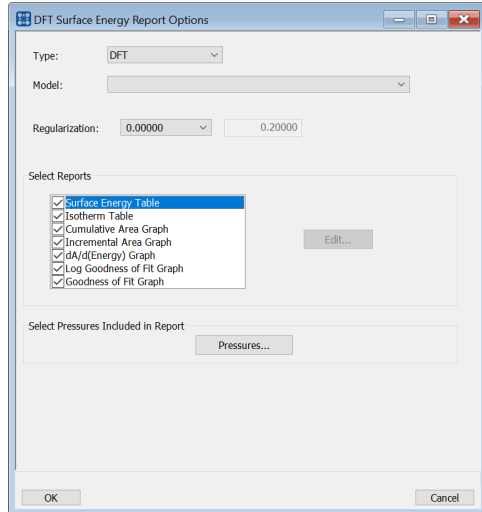 DFT Surface Energy Report Options
Type: DFT
Model:
Regularization: 0.00000 0.20000
Select Reports
Surface Energy Table
Isotherm Table
Cumulative Area Graph
Incremental Area Graph
dA/d(Energy) Graph
Log Goodness of Fit Graph
Goodness of Fit Graph
Edit...
Select Pressures Included in Report
Pressures...
OK Cancel